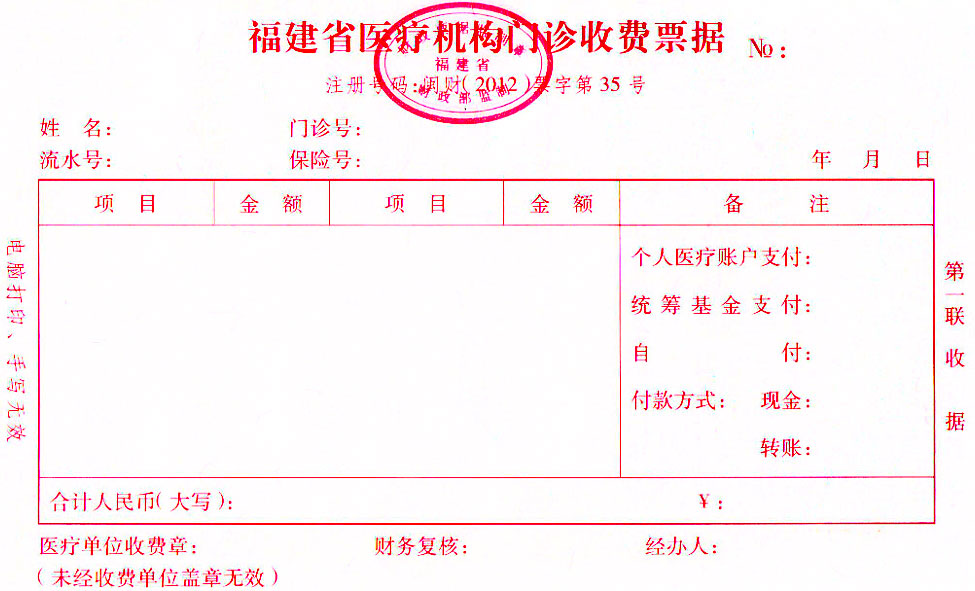 福建省医疗机构门诊收费票据 №:
福建省
财政部监制
注册号码:闽财(2012)票字第35号
姓 名: 门诊号:
流水号: 保险号: 年 月 日
项 目 金 额 项 目 金 额 备 注
个人医疗账户支付:
统筹基金支付:
自 付:
付款方式: 现金:
转账:
合计人民币(大写): ¥:
医疗单位收费章: 财务复核: 经办人:
(未经收费单位盖章无效)
电脑打印、手写无效
第一联 收据